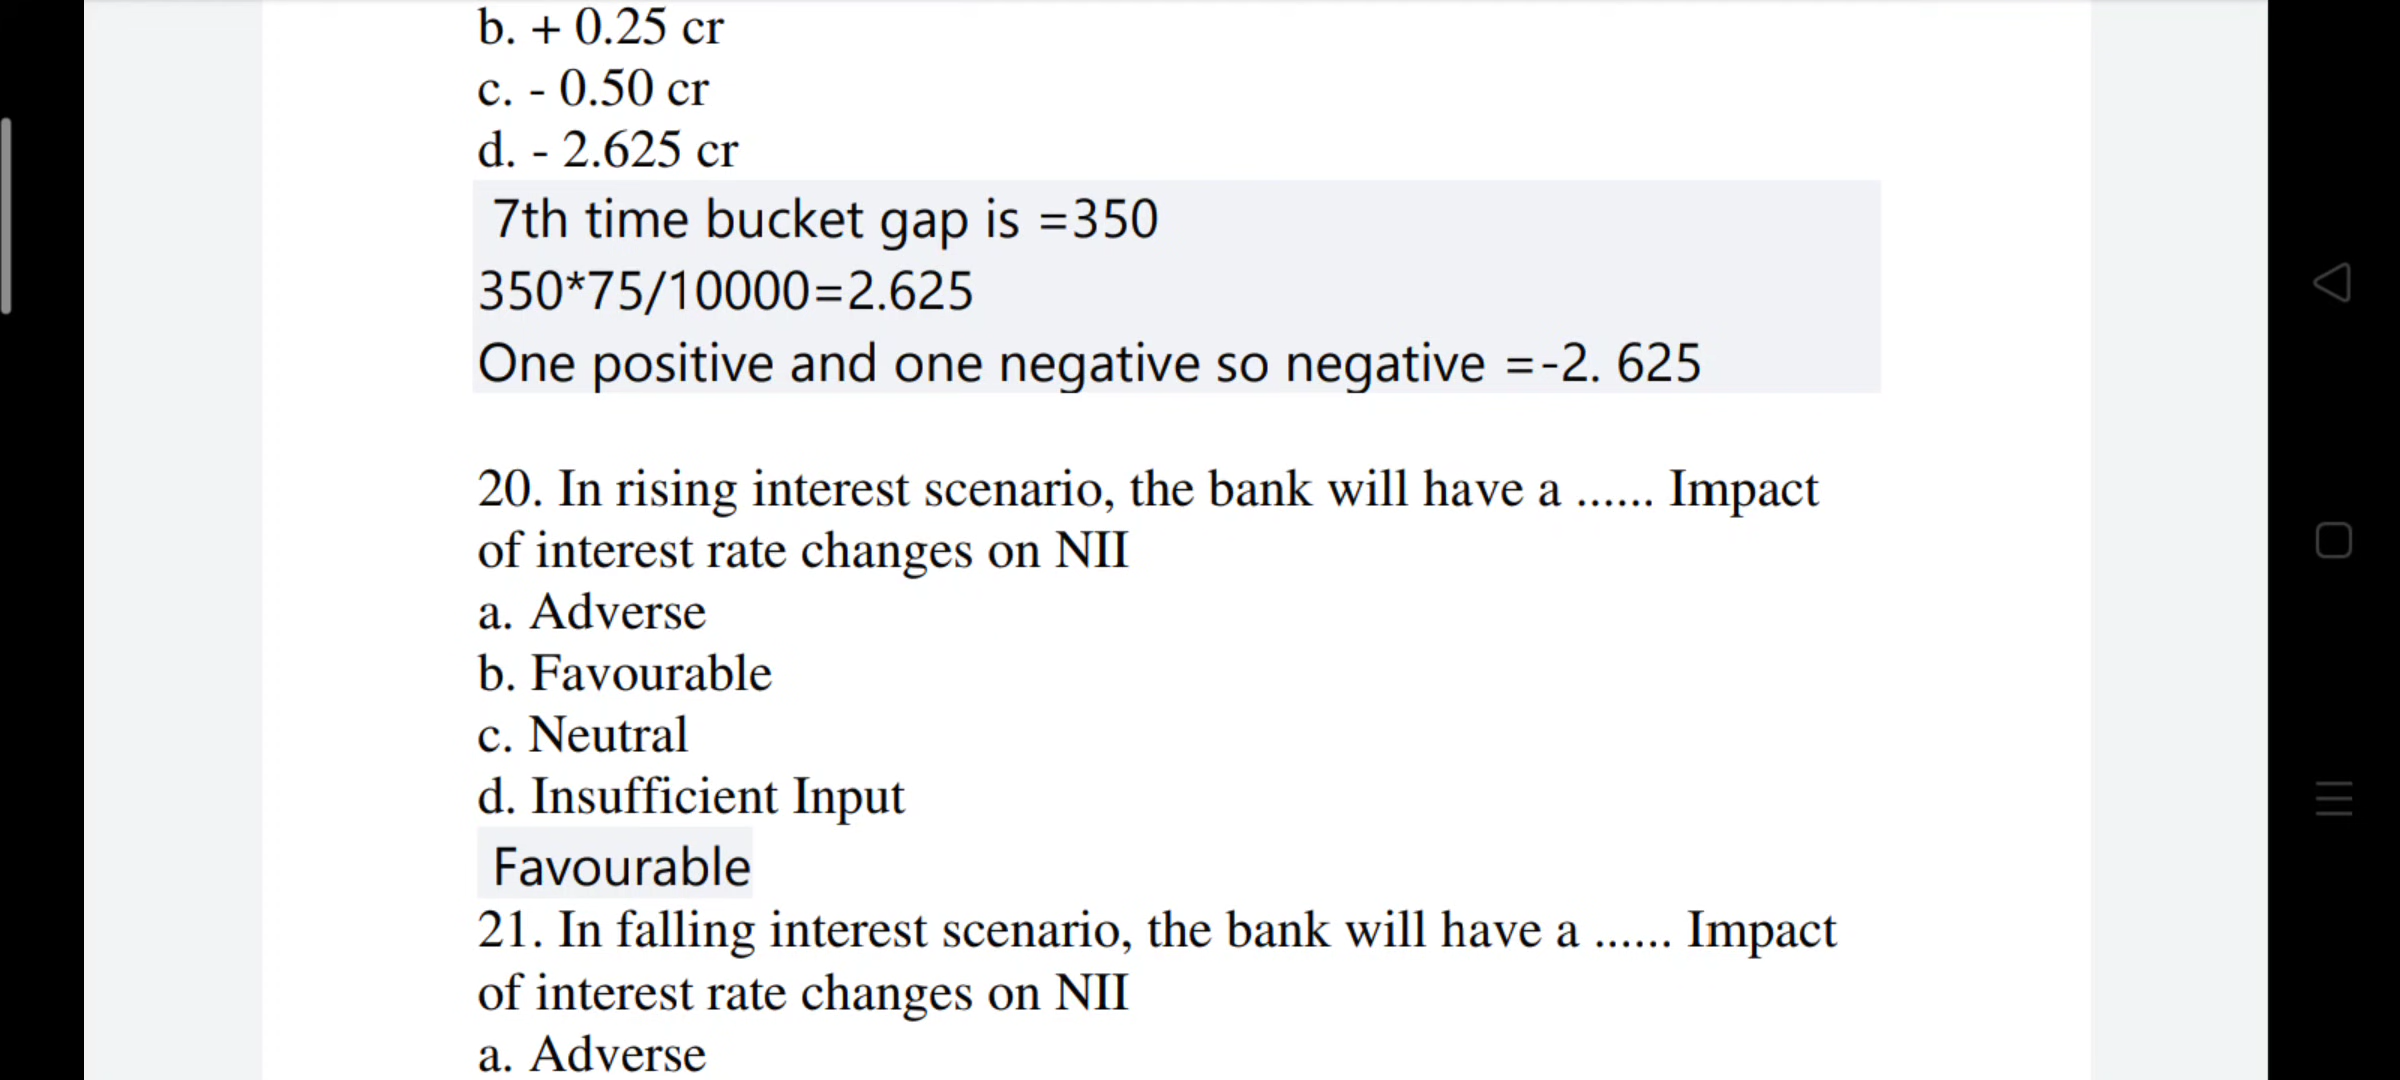 b. + 0.25 cr
c. - 0.50 cr
d. - 2.625 cr
7th time bucket gap is =350
350*75/10000=2.625
One positive and one negative so negative =-2. 625
20. In rising interest scenario, the bank will have a ...... Impact
of interest rate changes on NII
a. Adverse
b. Favourable
c. Neutral
d. Insufficient Input
Favourable
21. In falling interest scenario, the bank will have a ...... Impact
of interest rate changes on NII
a. Adverse